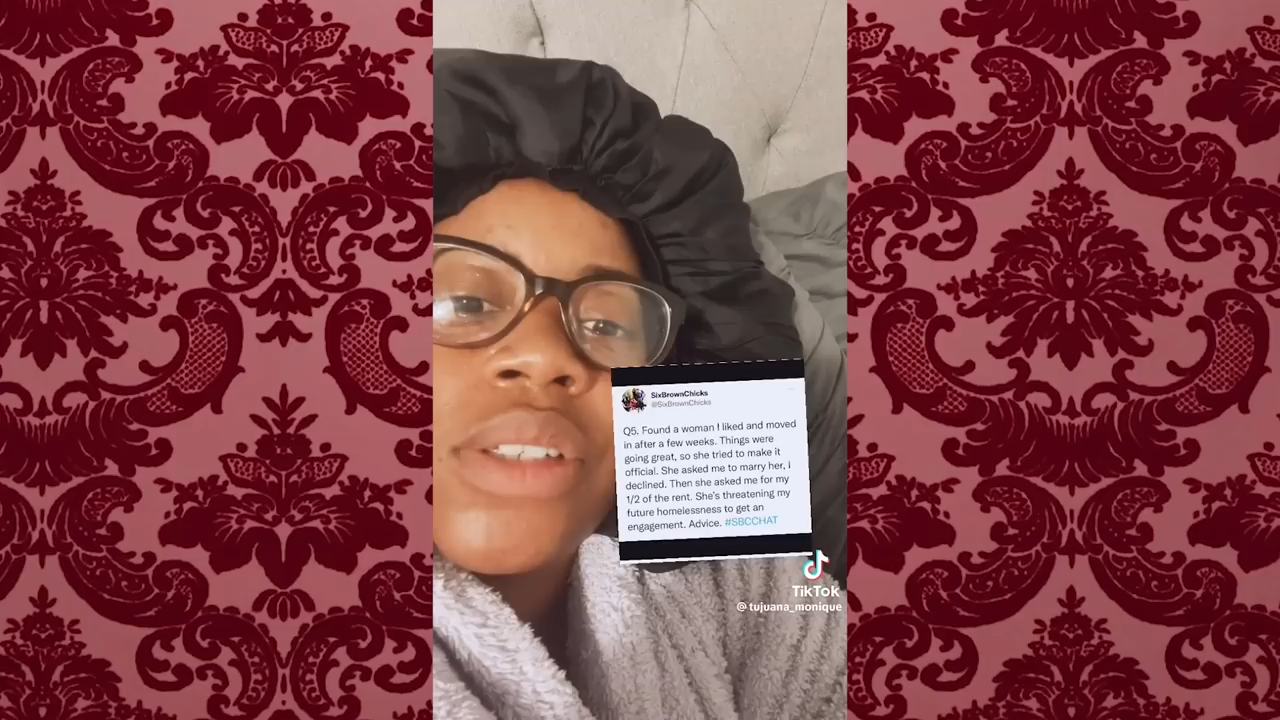 SixBrownChicks
@SixBrownChicks
Q5. Found a woman I liked and moved
in after a few weeks. Things were
going great, so she tried to make it
official. She asked me to marry her, i
declined. Then she asked me for my
1/2 of the rent. She's threatening my
future homelessness to get an
engagement. Advice. #SBCCHAT
TikTok
@tujuana_monique